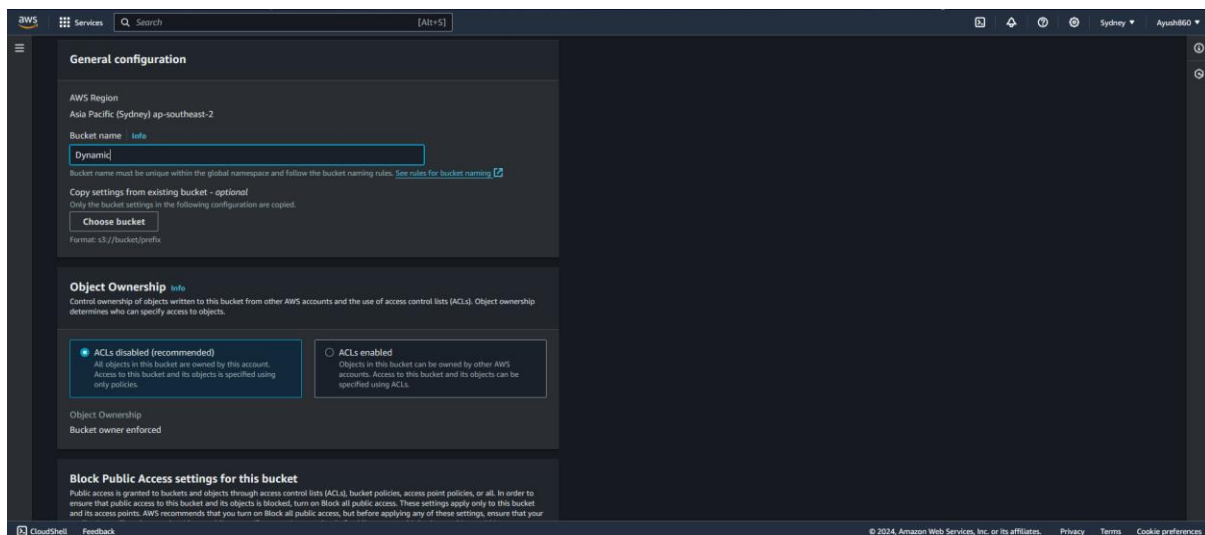 aws
Services
Search
[Alt+S]
Sydney ▼
Ayush860 ▼
General configuration
AWS Region
Asia Pacific (Sydney) ap-southeast-2
Bucket name
Info
Dynamic
Bucket name must be unique within the global namespace and follow the bucket naming rules. See rules for bucket naming
Copy settings from existing bucket - optional
Only the bucket settings in the following configuration are copied.
Choose bucket
Format: s3://bucket/prefix
Object Ownership Info
Control ownership of objects written to this bucket from other AWS accounts and the use of access control lists (ACLs). Object ownership
determines who can specify access to objects.
ACLs disabled (recommended)
All objects in this bucket are owned by this account.
Access to this bucket and its objects is specified using
only policies.
ACLs enabled
Objects in this bucket can be owned by other AWS
accounts. Access to this bucket and its objects can be
specified using ACLs.
Object Ownership
Bucket owner enforced
Block Public Access settings for this bucket
Public access is granted to buckets and objects through access control lists (ACLs), bucket policies, access point policies, or all. In order to
ensure that public access to this bucket and its objects is blocked, turn on Block all public access. These settings apply only to this bucket
and its access points. AWS recommends that you turn on Block all public access, but before applying any of these settings, ensure that your
CloudShell
Feedback
© 2024, Amazon Web Services, Inc. or its affiliates.
Privacy
Terms
Cookie preferences